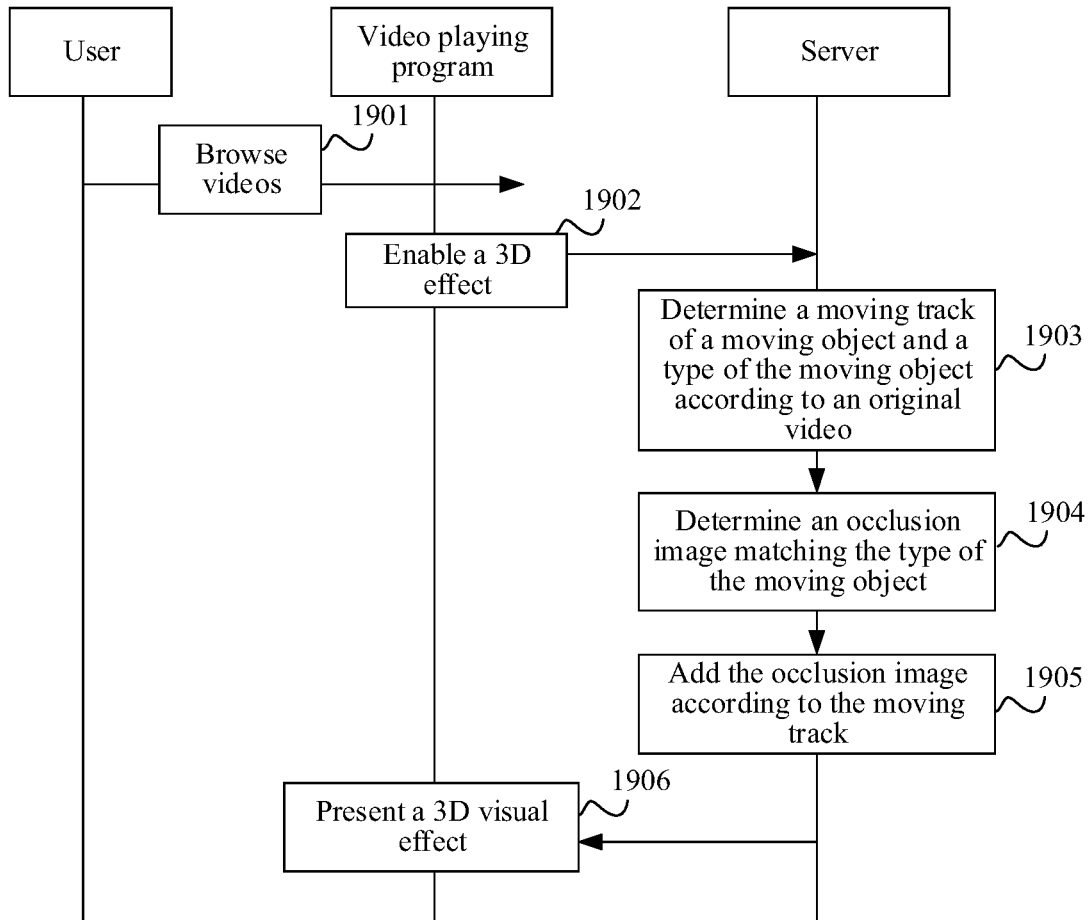 User
Video playing
program
Server
1901
Browse
videos
1902
Enable a 3D
effect
Determine a moving track
of a moving object and a
type of the moving object
according to an original
video
1903
Determine an occlusion
image matching the type of
the moving object
1904
Add the occlusion image
according to the moving
track
1905
1906
Present a 3D visual
effect